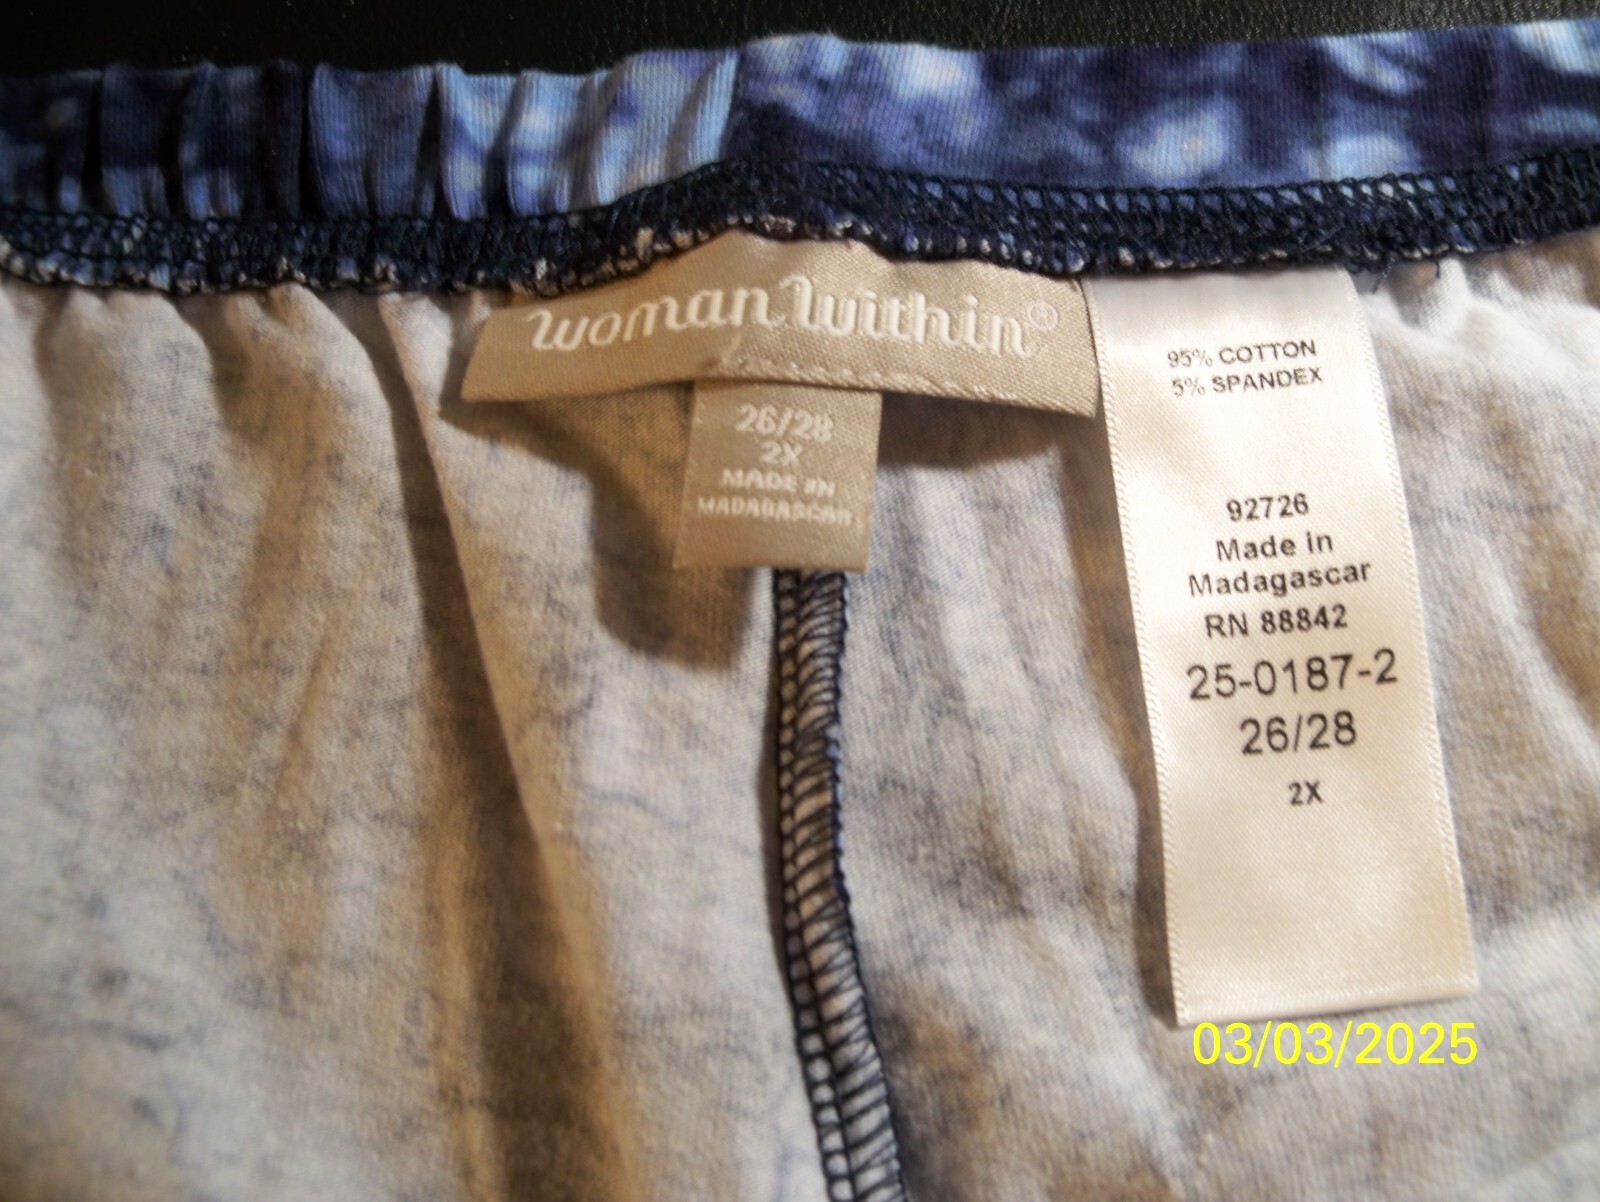 woman within®
26/28
2X
MADE IN
MADAGASCAR
95% COTTON
5% SPANDEX
92726
Made in
Madagascar
RN 88842
25-0187-2
26/28
2X
03/03/2025